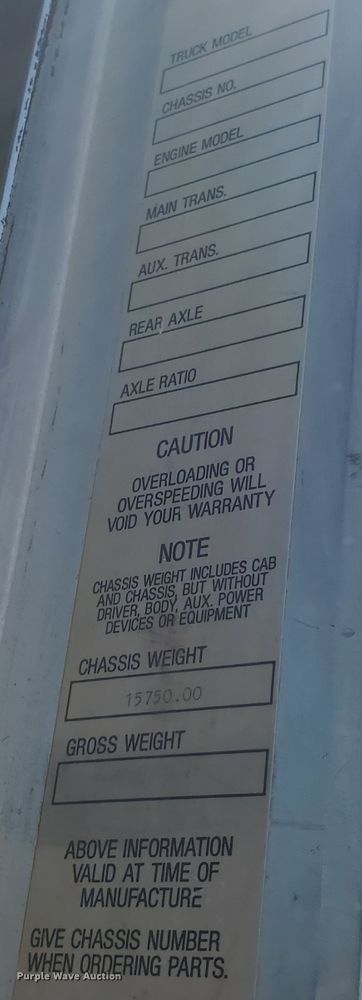 TRUCK MODEL
CHASSIS NO.
ENGINE MODEL
MAIN TRANS.
AUX. TRANS.
REAR AXLE
AXLE RATIO
CAUTION
OVERLOADING OR
OVERSPEEDING WILL
VOID YOUR WARRANTY
NOTE
CHASSIS WEIGHT INCLUDES CAB
AND CHASSIS, BUT WITHOUT
DRIVER, BODY, AUX. POWER
DEVICES OR EQUIPMENT
CHASSIS WEIGHT
15750.00
GROSS WEIGHT
ABOVE INFORMATION
VALID AT TIME OF
MANUFACTURE
GIVE CHASSIS NUMBER
WHEN ORDERING PARTS.
Purple Wave Auction